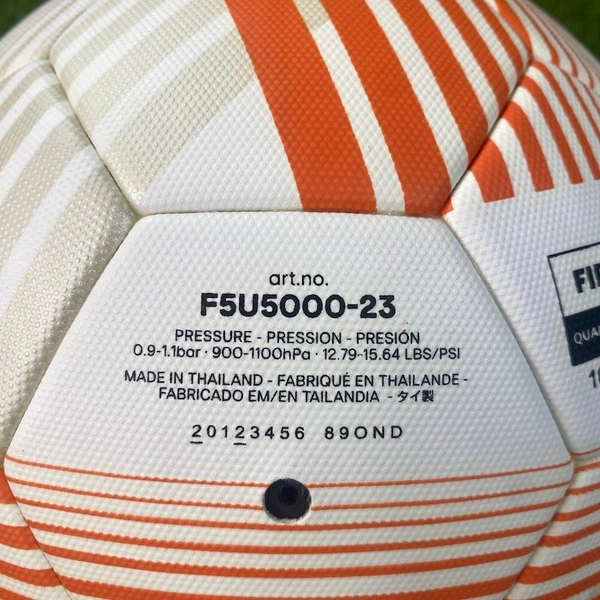 art.no.
F5U5000-23
PRESSURE - PRESSION - PRESIÓN
0.9-1.1bar · 900-1100hPa · 12.79-15.64 LBS/PSI
MADE IN THAILAND - FABRIQUÉ EN THAILANDE -
FABRICADO EM/EN TAILANDIA - タイ製
20123456 89OND